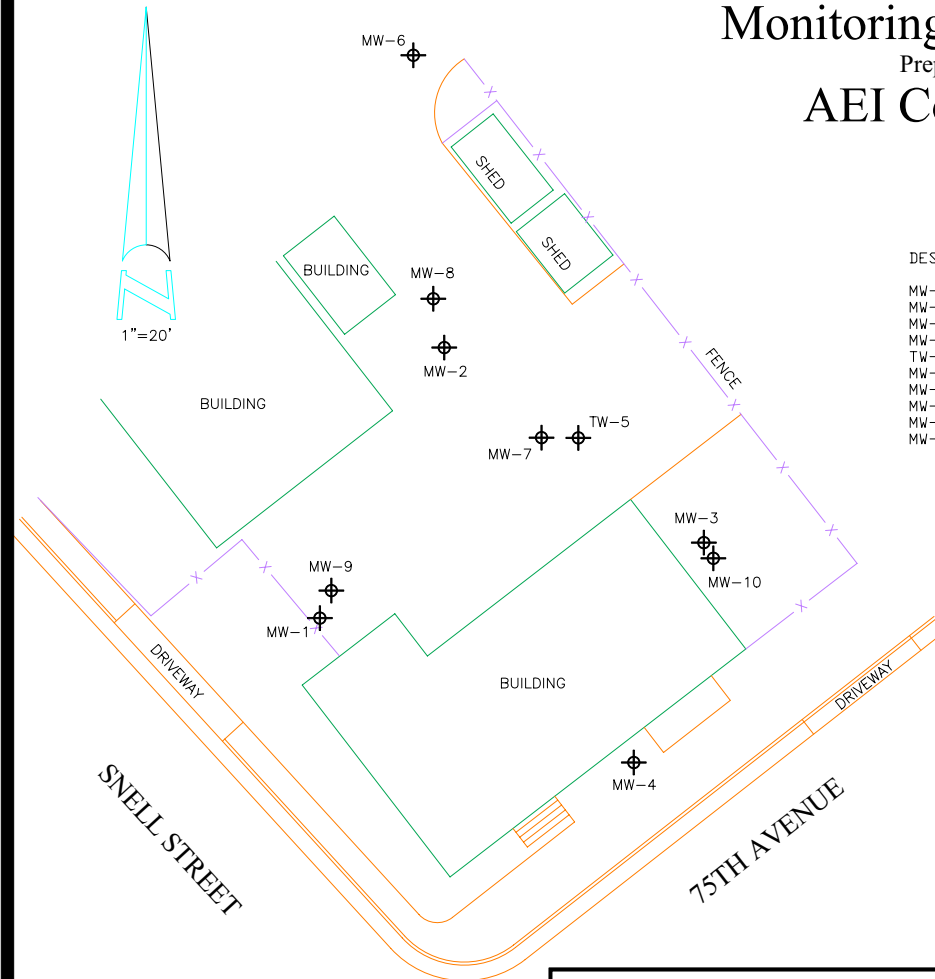 Monitoring
AEI
MW-6
SHED
SHED
BUILDING
MW-8
1"=20'
MW-2
BUILDING
FENCE
TW-5
MW-7
DES
MW-
MW-
MW-
MW-
TW-
MW-
MW-
MW-
MW-
MW-
MW-3
MW-10
MW-9
MW-1
DRIVEWAY
BUILDING
DRIVEWAY
MW-4
SNELL STREET
75TH AVENUE